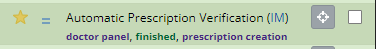 Automatic Prescription Verification (IM)
doctor panel, finished, prescription creation